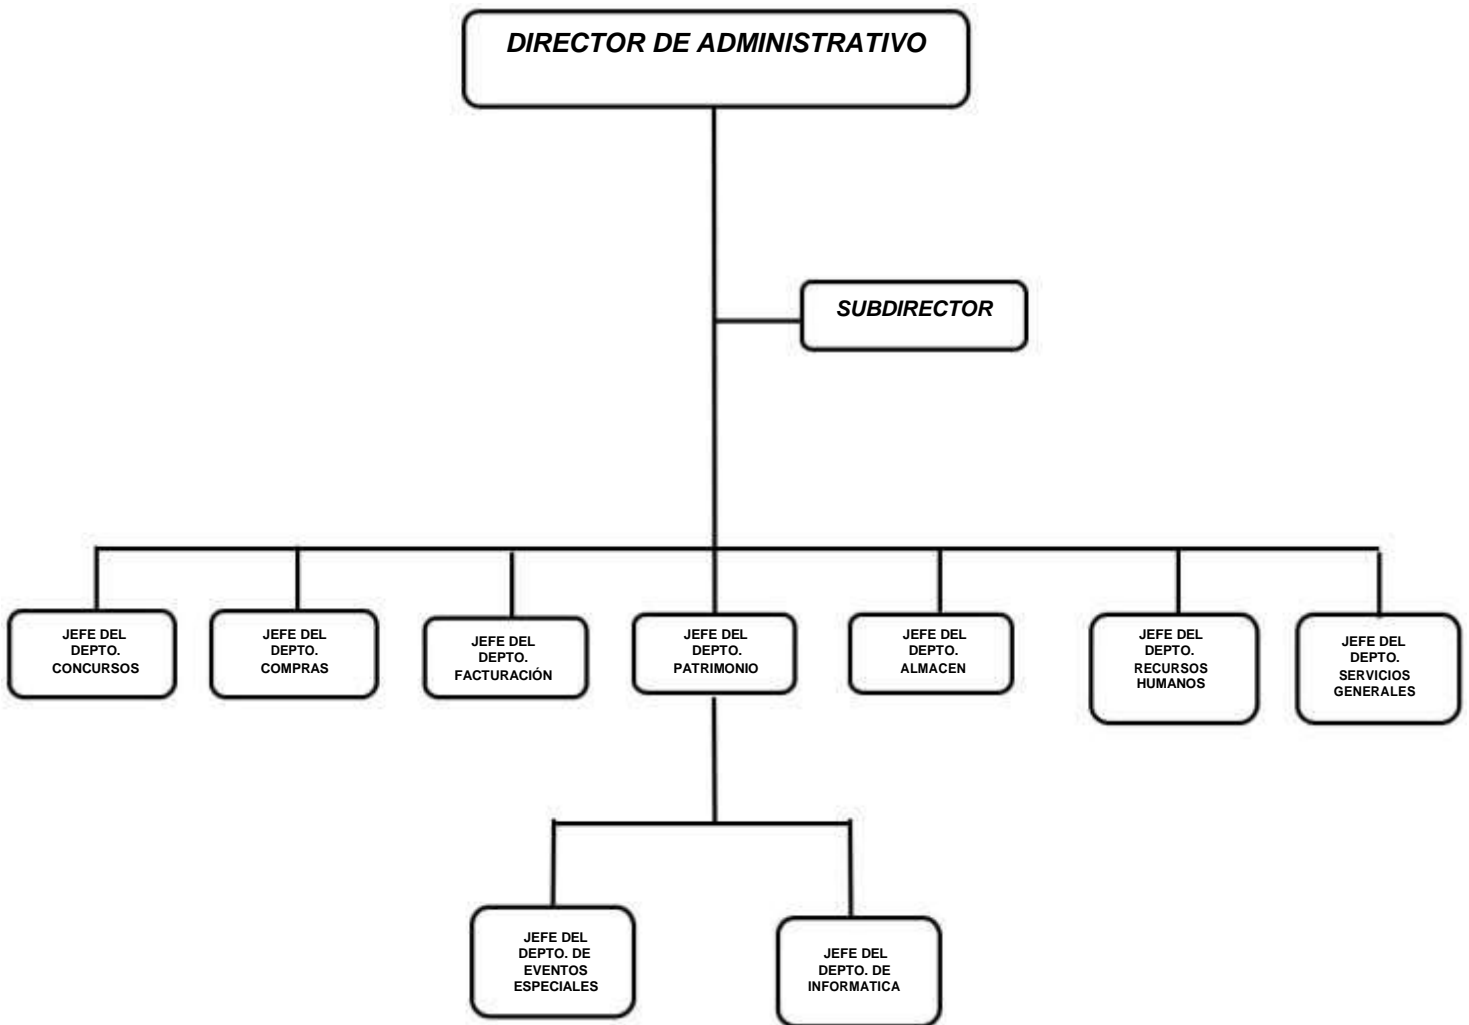 DIRECTOR DE ADMINISTRATIVO
SUBDIRECTOR
JEFE DEL
DEPTO.
CONCURSOS
JEFE DEL
DEPTO.
COMPRAS
JEFE DEL
DEPTO.
FACTURACIÓN
JEFE DEL
DEPTO.
PATRIMONIO
JEFE DEL
DEPTO.
ALMACEN
JEFE DEL
DEPTO.
RECURSOS
HUMANOS
JEFE DEL
DEPTO.
SERVICIOS
GENERALES
JEFE DEL
DEPTO. DE
EVENTOS
ESPECIALES
JEFE DEL
DEPTO. DE
INFORMATICA